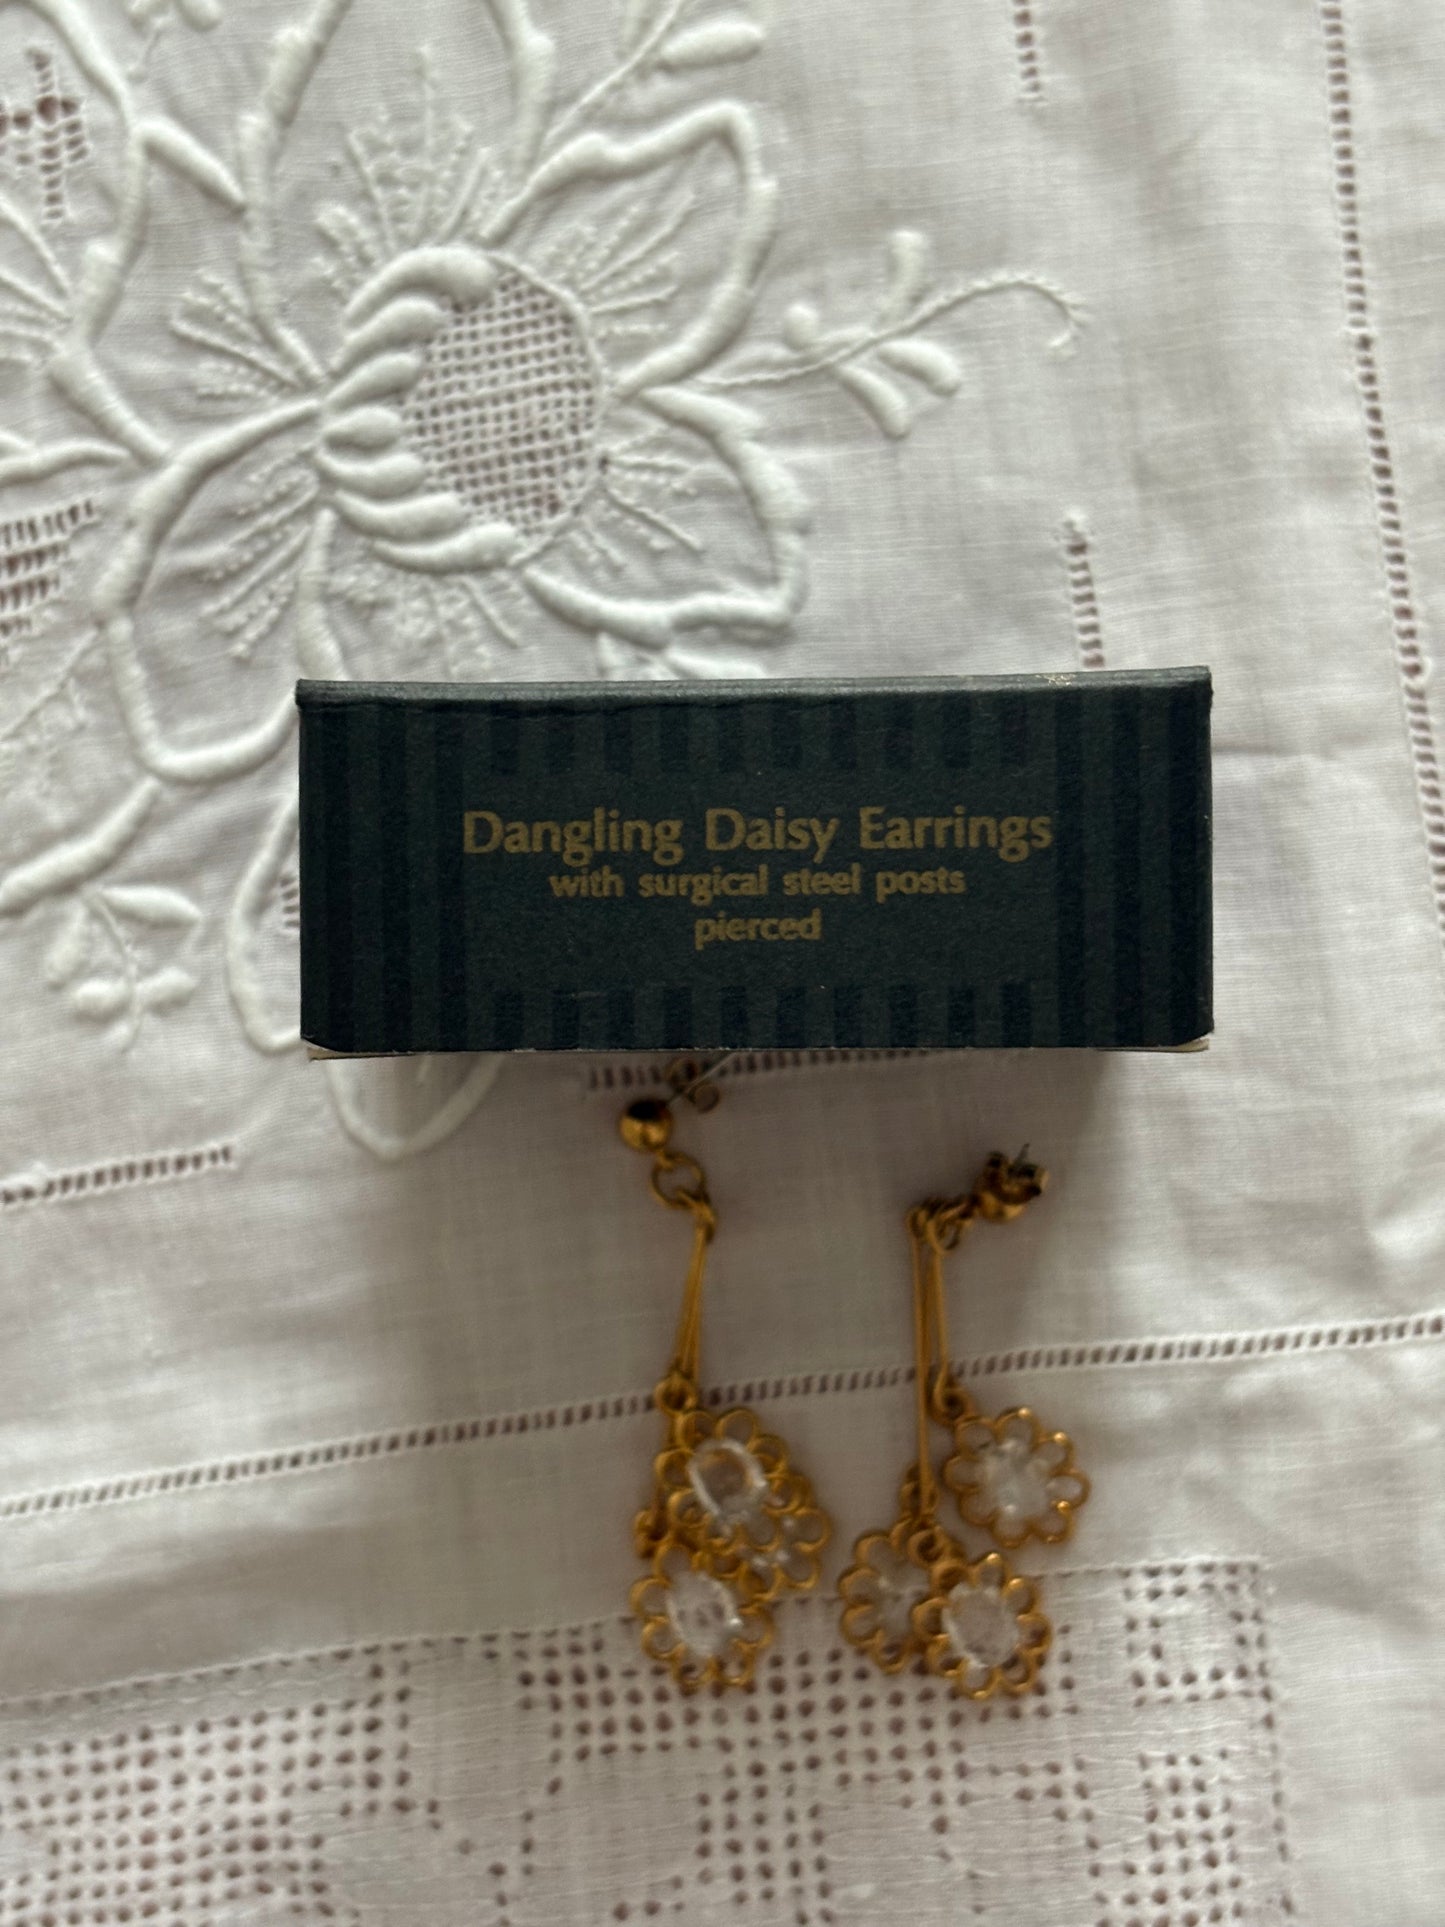 Dangling Daisy Earrings
with surgical steel posts
pierced